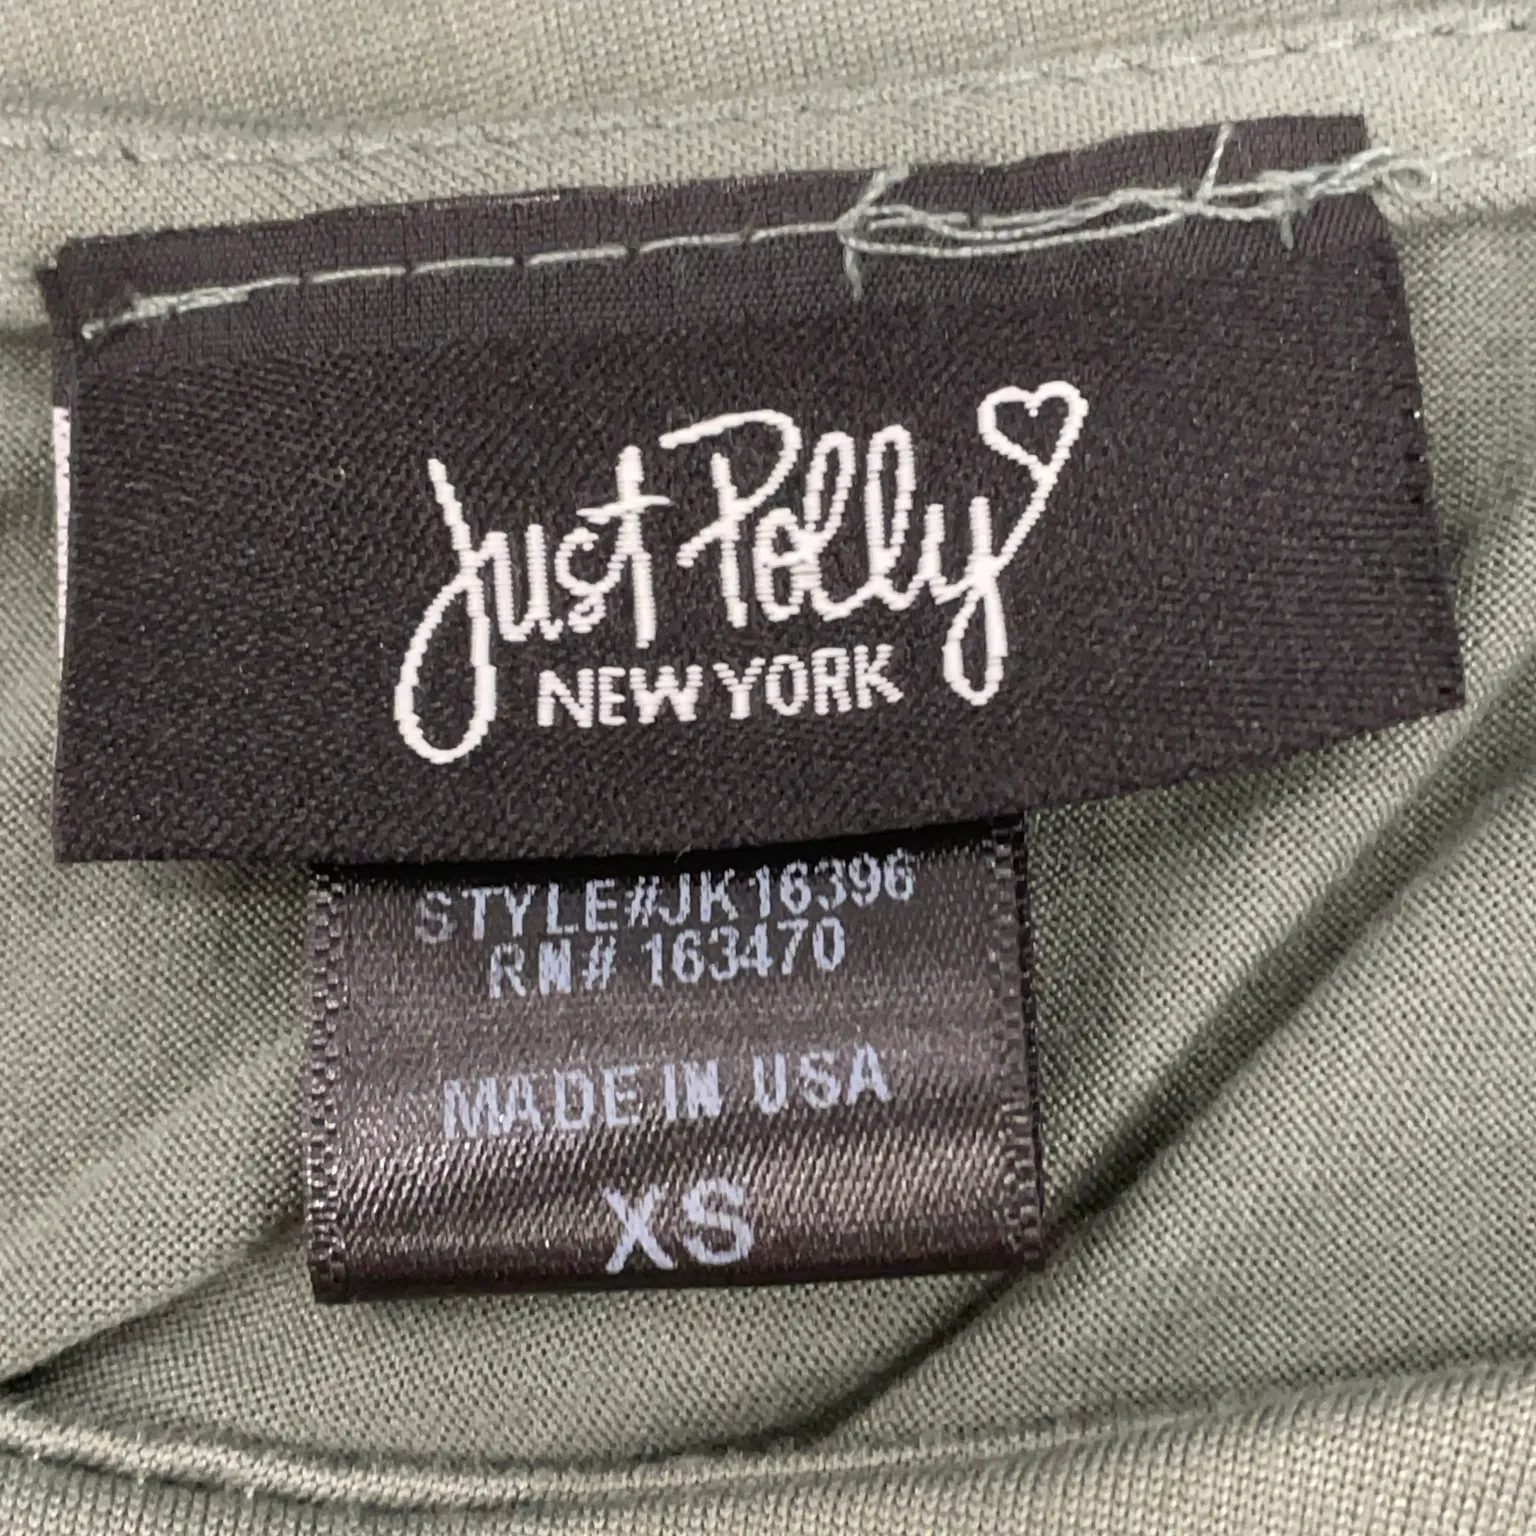 Just Polly
NEW YORK
STYLE#JK16396
RN# 163470
MADE IN USA
XS